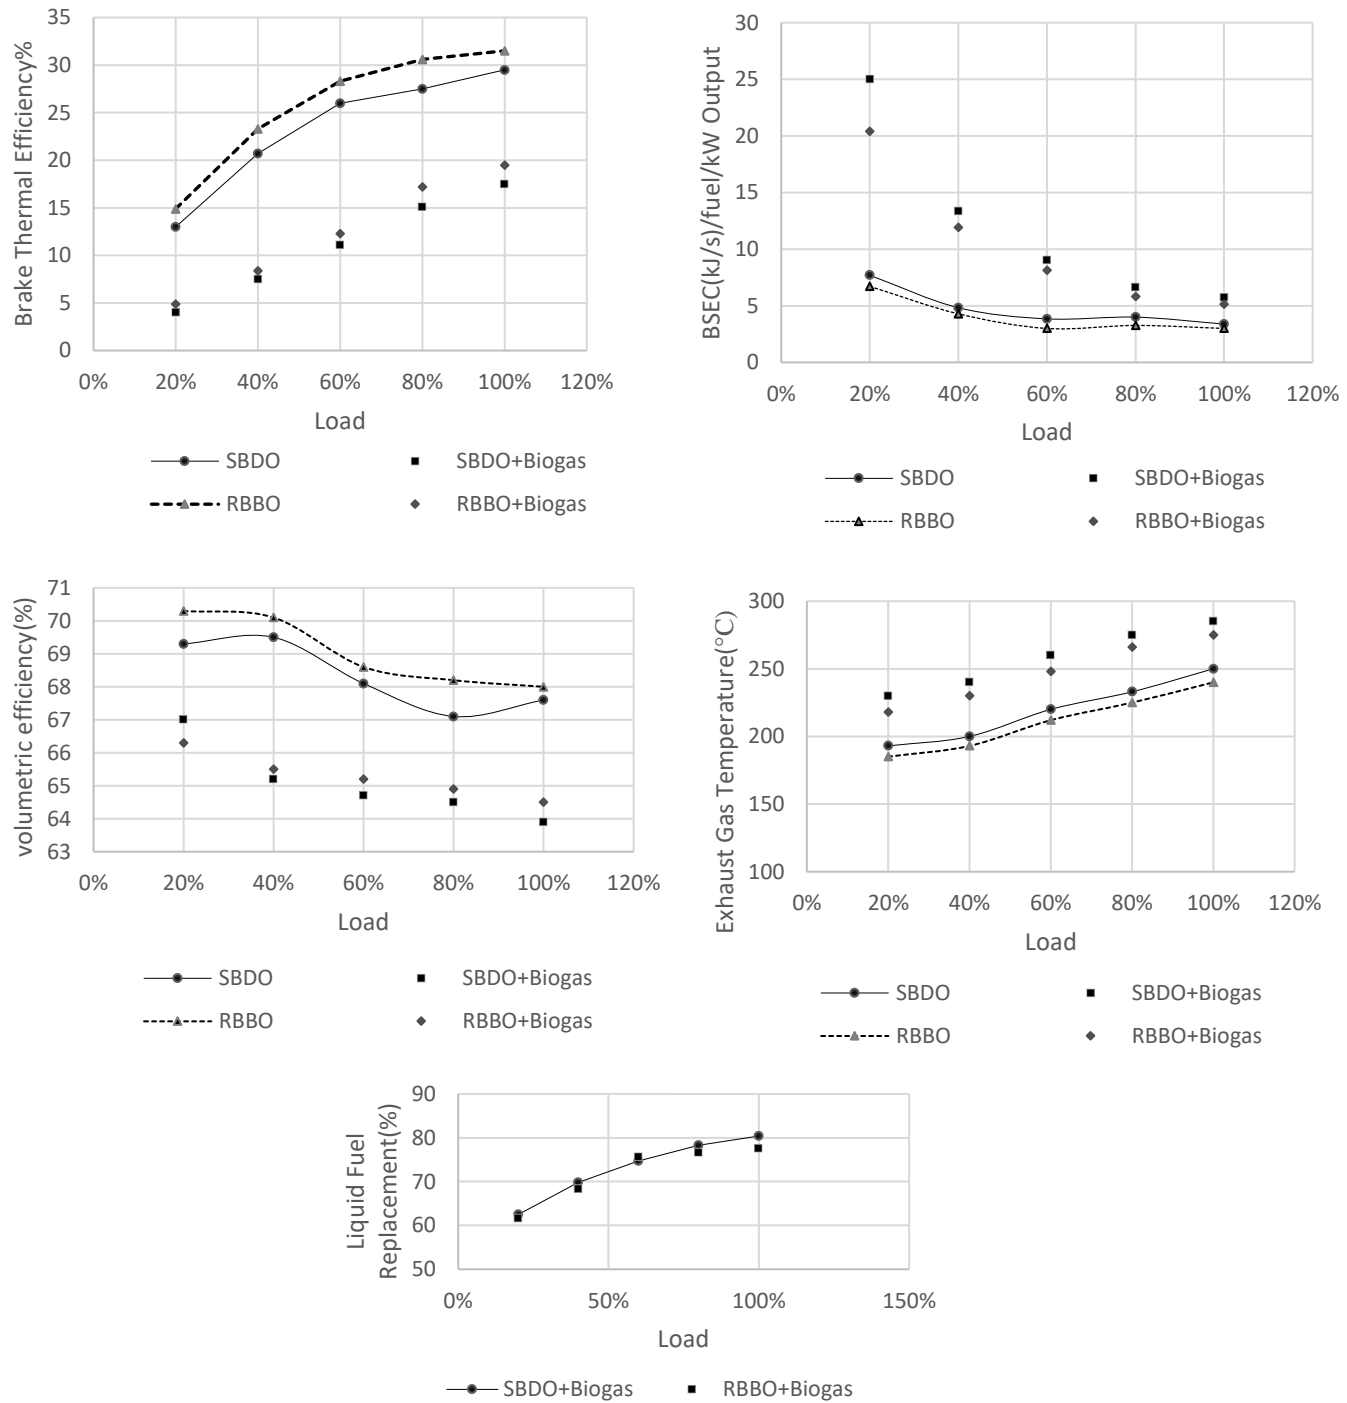 Brake Thermal Efficiency%
35
30
25
20
15
10
5
0
0% 20% 40% 60% 80% 100% 120%
Load
SBDO SBDO+Biogas
RBBO RBBO+Biogas
BSEC(kJ/s)/fuel/kW Output
30
25
20
15
10
5
0
0% 20% 40% 60% 80% 100% 120%
Load
SBDO SBDO+Biogas
RBBO RBBO+Biogas
volumetric efficiency(%)
71
70
69
68
67
66
65
64
63
0% 20% 40% 60% 80% 100% 120%
Load
SBDO SBDO+Biogas
RBBO RBBO+Biogas
Exhaust Gas Temperature(°C)
300
250
200
150
100
0% 20% 40% 60% 80% 100% 120%
Load
SBDO SBDO+Biogas
RBBO RBBO+Biogas
Liquid Fuel
Replacement(%)
90
80
70
60
50
0% 50% 100% 150%
Load
SBDO+Biogas RBBO+Biogas